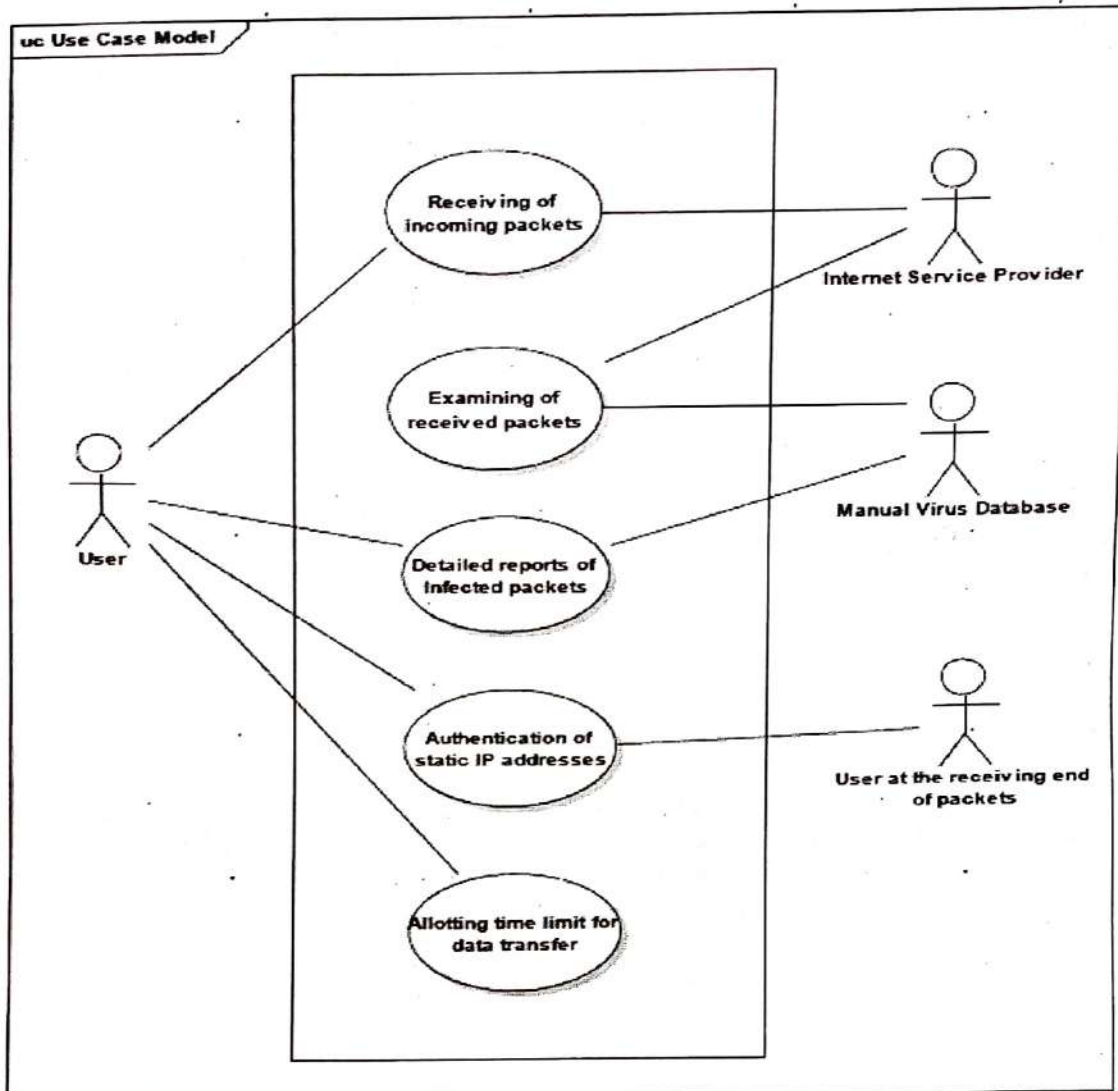 uc Use Case Model
Receiving of
incoming packets
Internet Service Provider
Examining of
received packets
Manual Virus Database
User
Detailed reports of
Infected packets
Authentication of
static IP addresses
User at the receiving end
of packets
Allotting time limit for
data transfer